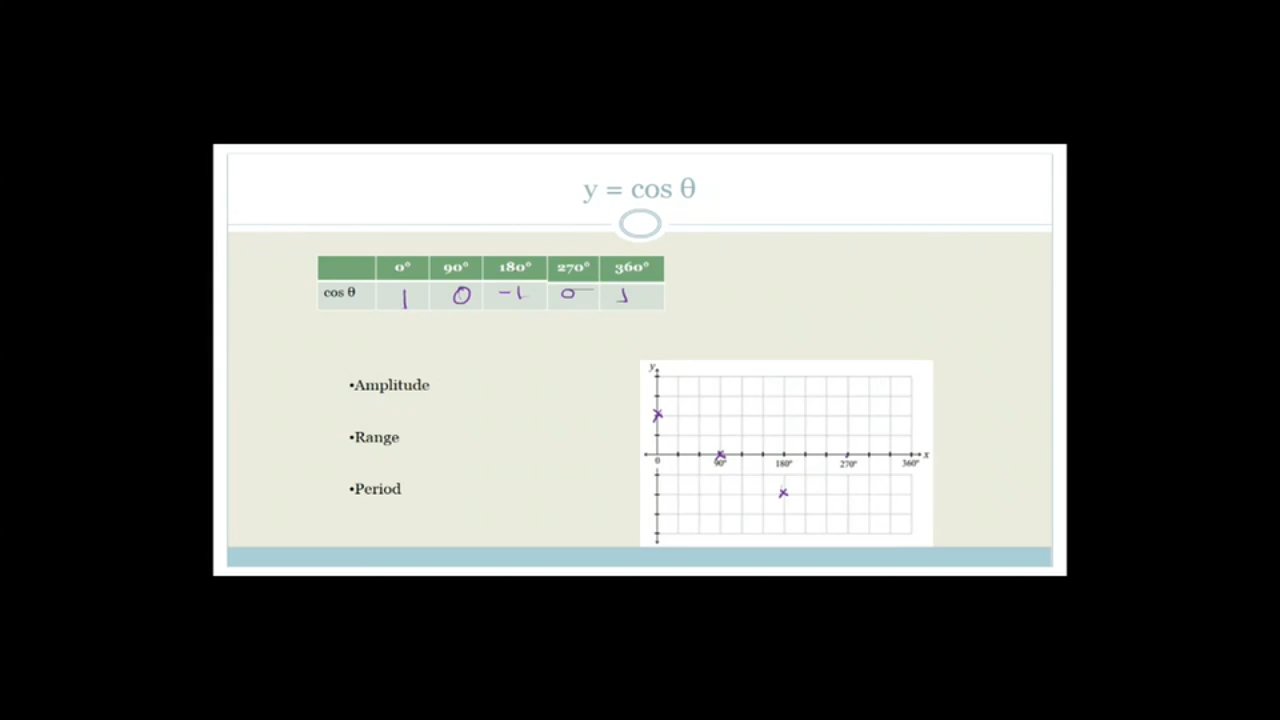 y = cos θ
0° 90° 180° 270° 360°
cos θ 1 0 -1 0 1
•Amplitude
•Range
•Period
y
0 90° 180° 270° 360° x